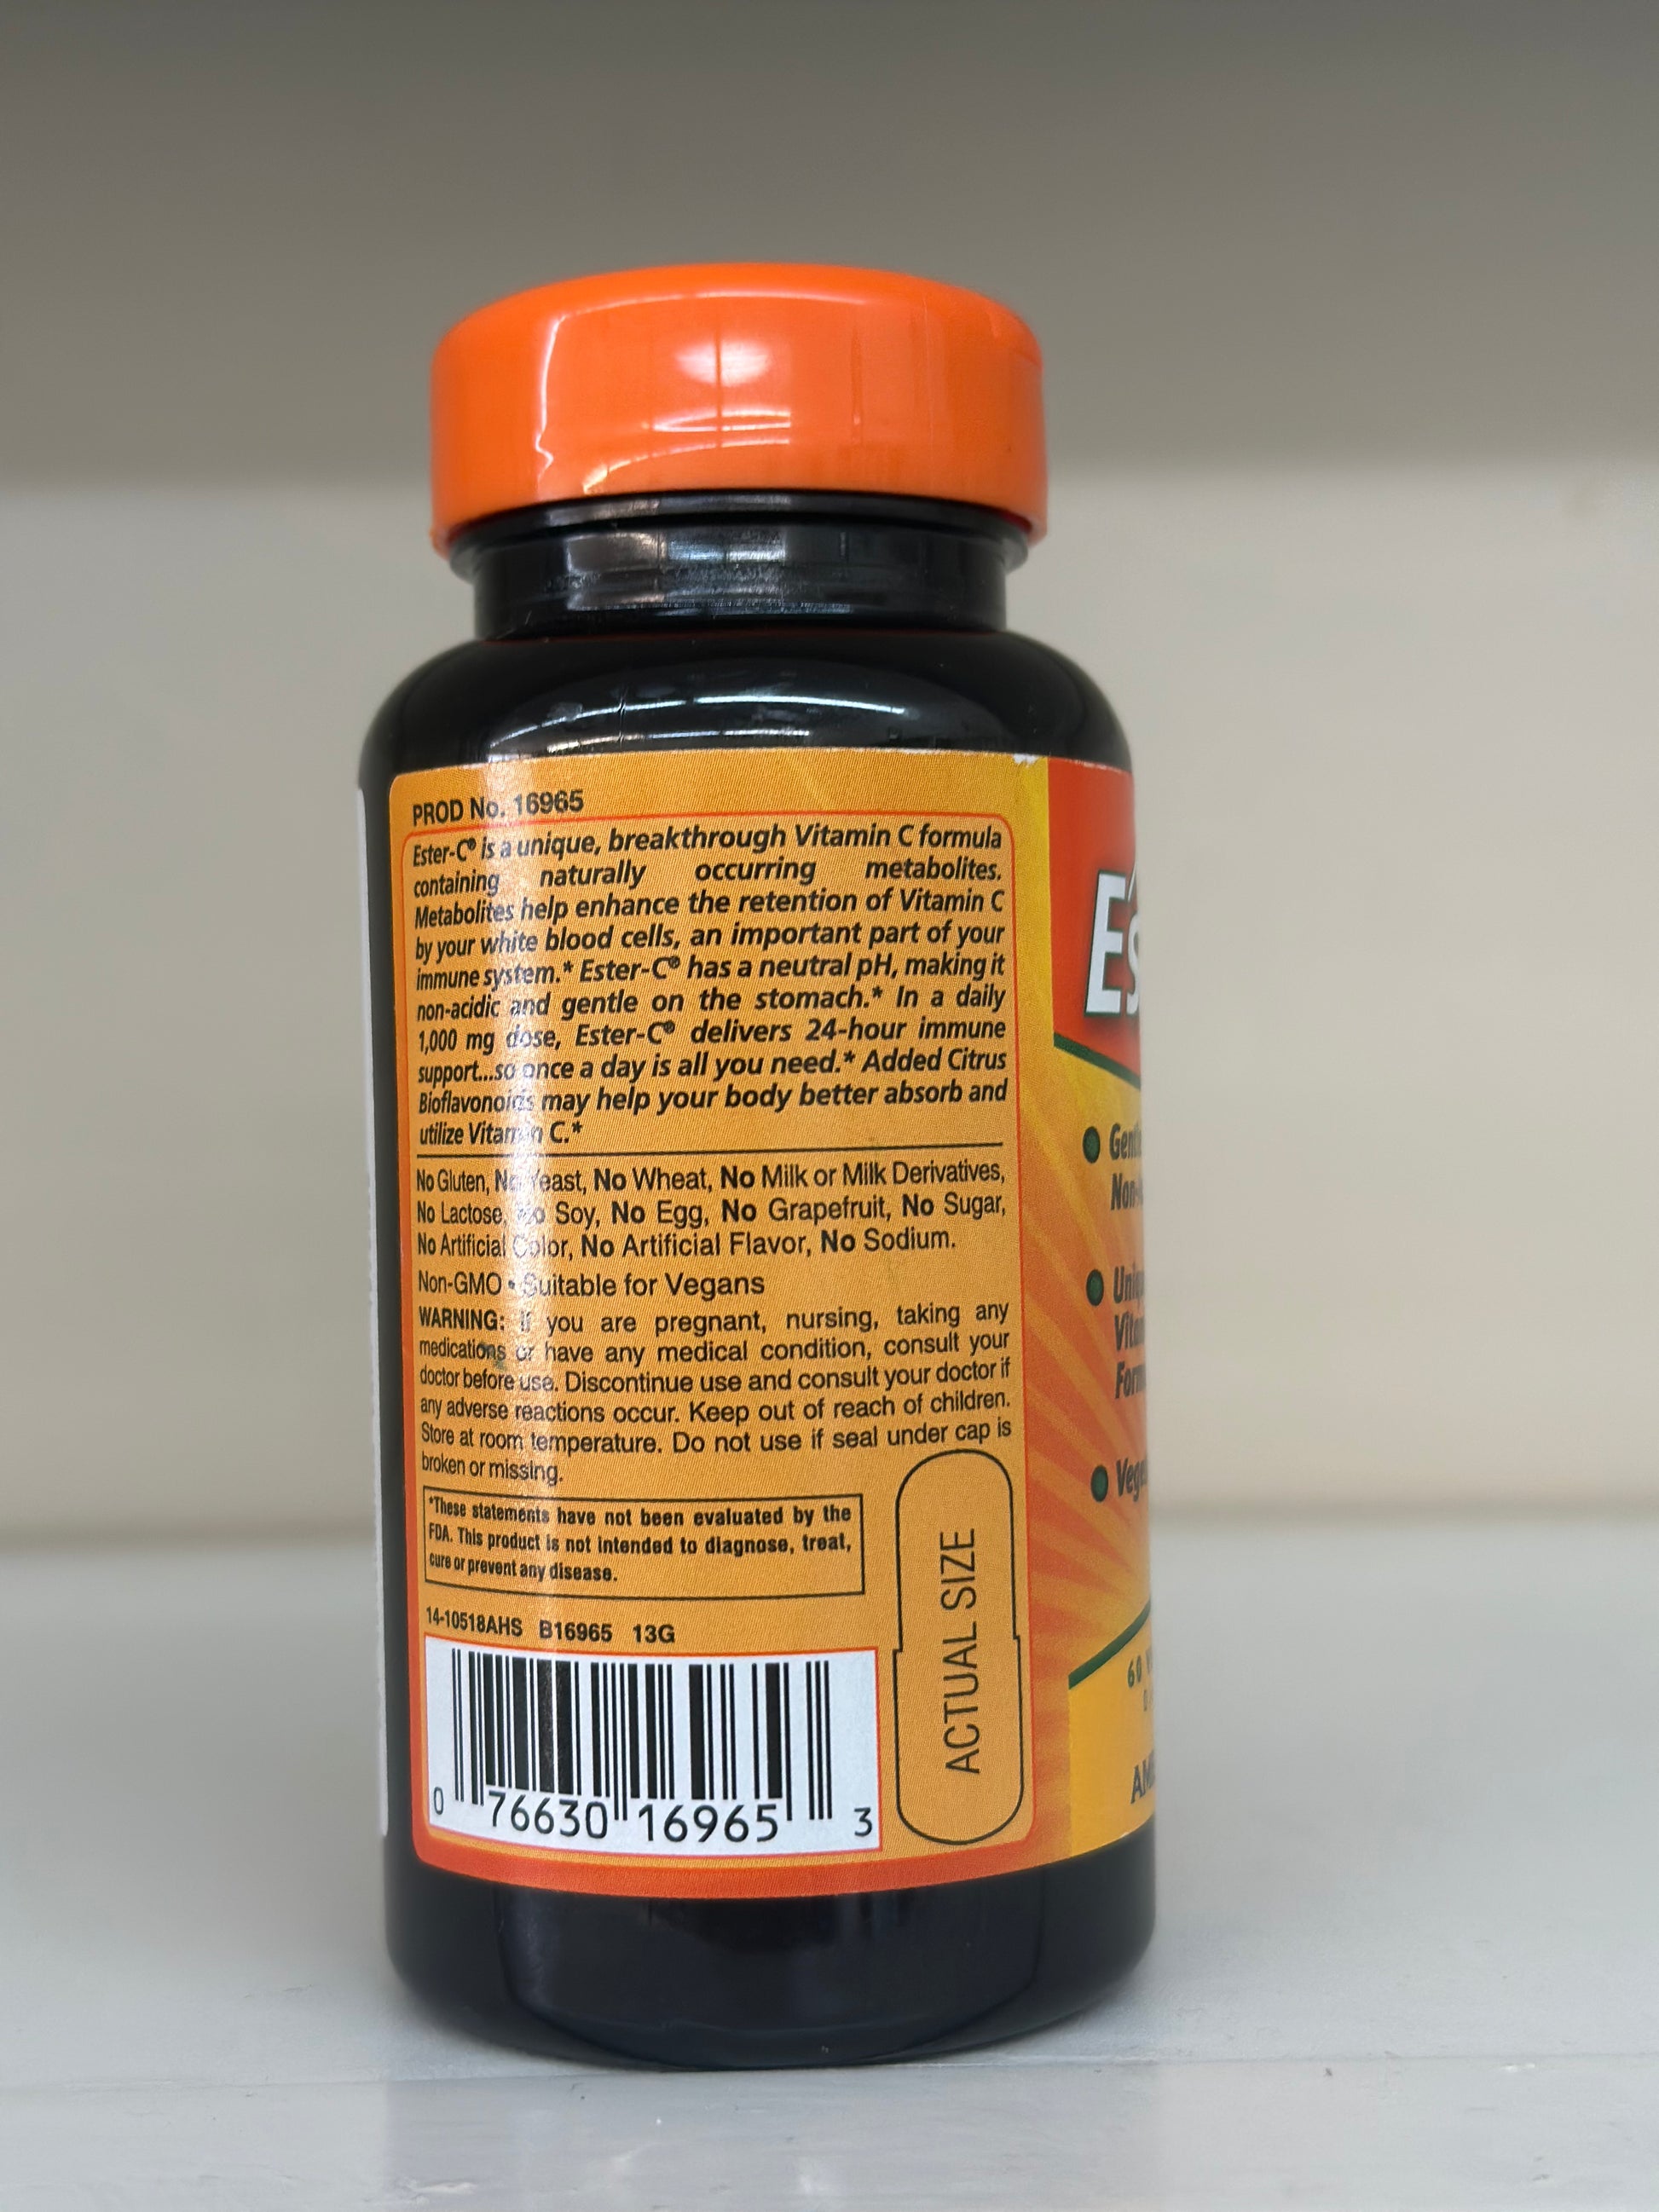 PROD No. 16965
Ester-C® is a unique, breakthrough Vitamin C formula
containing naturally occurring metabolites.
Metabolites help enhance the retention of Vitamin C
by your white blood cells, an important part of your
immune system.* Ester-C® has a neutral pH, making it
non-acidic and gentle on the stomach.* In a daily
1,000 mg dose, Ester-C® delivers 24-hour immune
support...so once a day is all you need.* Added Citrus
Bioflavonoids may help your body better absorb and
utilize Vitamin C.*
No Gluten, No Yeast, No Wheat, No Milk or Milk Derivatives,
No Lactose, No Soy, No Egg, No Grapefruit, No Sugar,
No Artificial Color, No Artificial Flavor, No Sodium.
Non-GMO • Suitable for Vegans
WARNING: If you are pregnant, nursing, taking any
medications or have any medical condition, consult your
doctor before use. Discontinue use and consult your doctor if
any adverse reactions occur. Keep out of reach of children.
Store at room temperature. Do not use if seal under cap is
broken or missing.
*These statements have not been evaluated by the
FDA. This product is not intended to diagnose, treat,
cure or prevent any disease.
14-10518AHS B16965 13G
0 76630 16965 3
ACTUAL SIZE
60